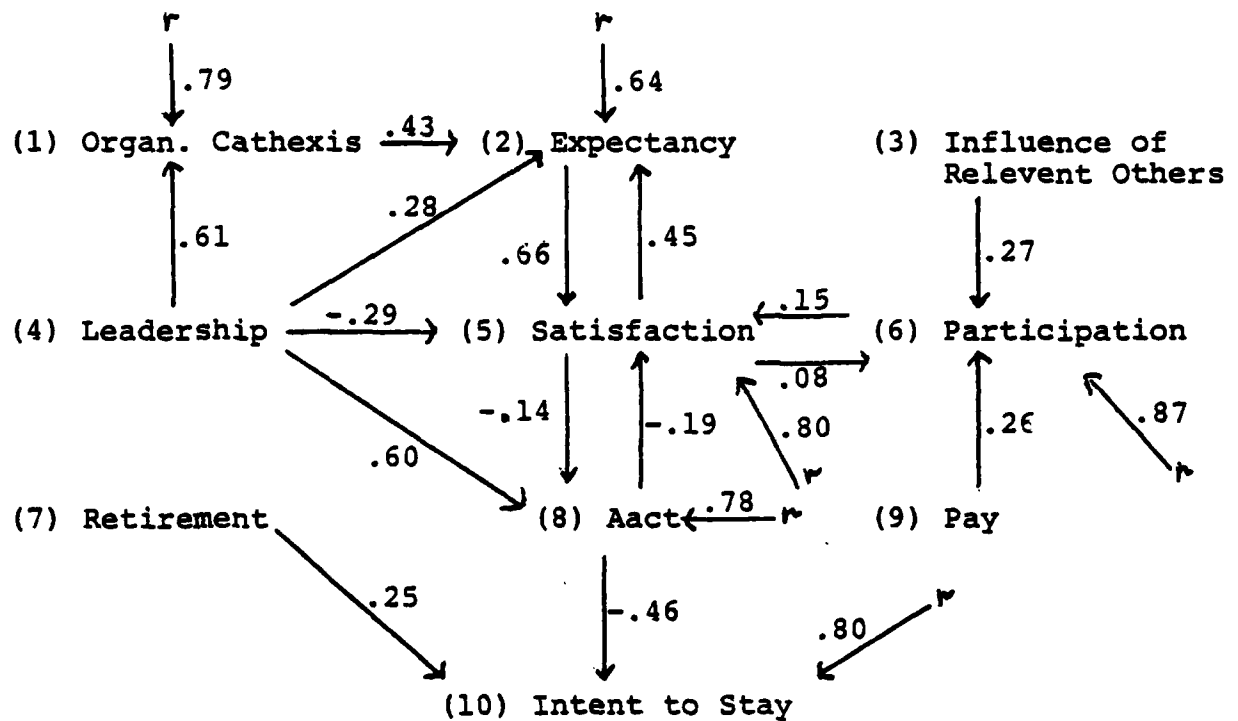 r r
.79 .64
(1) Organ. Cathexis .43 (2) Expectancy (3) Influence of
Relevent Others
.28
.61 .66 .45 .27
(4) Leadership -.29 (5) Satisfaction .15 (6) Participation
.08
-.14 -.19 .80 .26 .87
.60 r r
(7) Retirement (8) Aact .78 r (9) Pay
.25 -.46 r
.80
(10) Intent to Stay